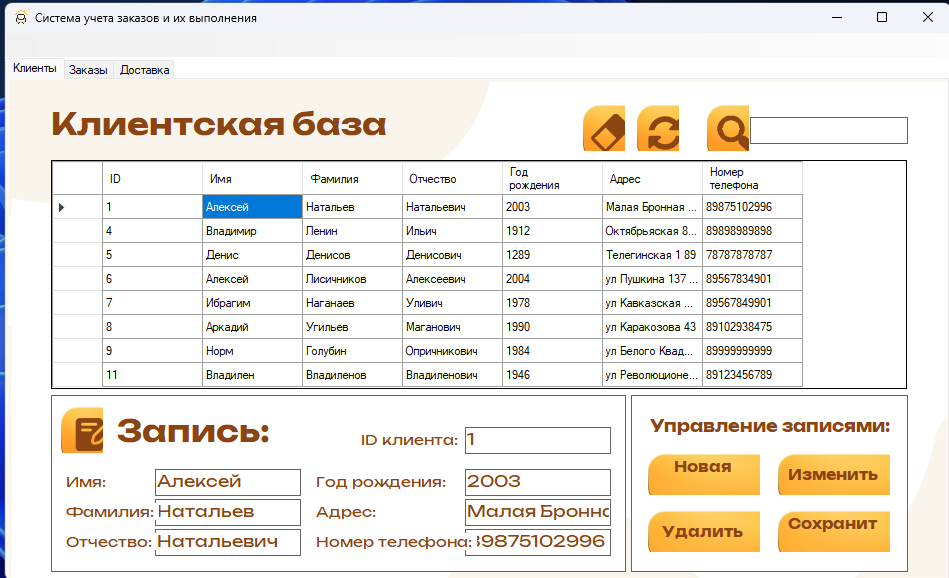 Система учета заказов и их выполнения
Клиенты Заказы Доставка
Клиентская база
ID Имя Фамилия Отчество Год рождения Адрес Номер телефона
1 Алексей Натальев Натальевич 2003 Малая Бронная ... 89875102996
4 Владимир Ленин Ильич 1912 Октябрьяская 8... 89898989898
5 Денис Денисов Денисович 1289 Телегинская 1 89 78787878787
6 Алексей Лисичников Алексеевич 2004 ул Пушкина 137 ... 89567834901
7 Ибрагим Наганаев Уливич 1978 ул Кавказская ... 89567849901
8 Аркадий Угильев Маганович 1990 ул Каракозова 43 89102938475
9 Норм Голубин Опричникович 1984 ул Белого Квад... 89999999999
11 Владилен Владиленов Владиленович 1946 ул Революционе... 89123456789
Запись:
ID клиента: 1
Имя: Алексей
Год рождения: 2003
Фамилия: Натальев
Адрес: Малая Бронна
Отчество: Натальевич
Номер телефона: 89875102996
Управление записями:
Новая Изменить
Удалить Сохранит